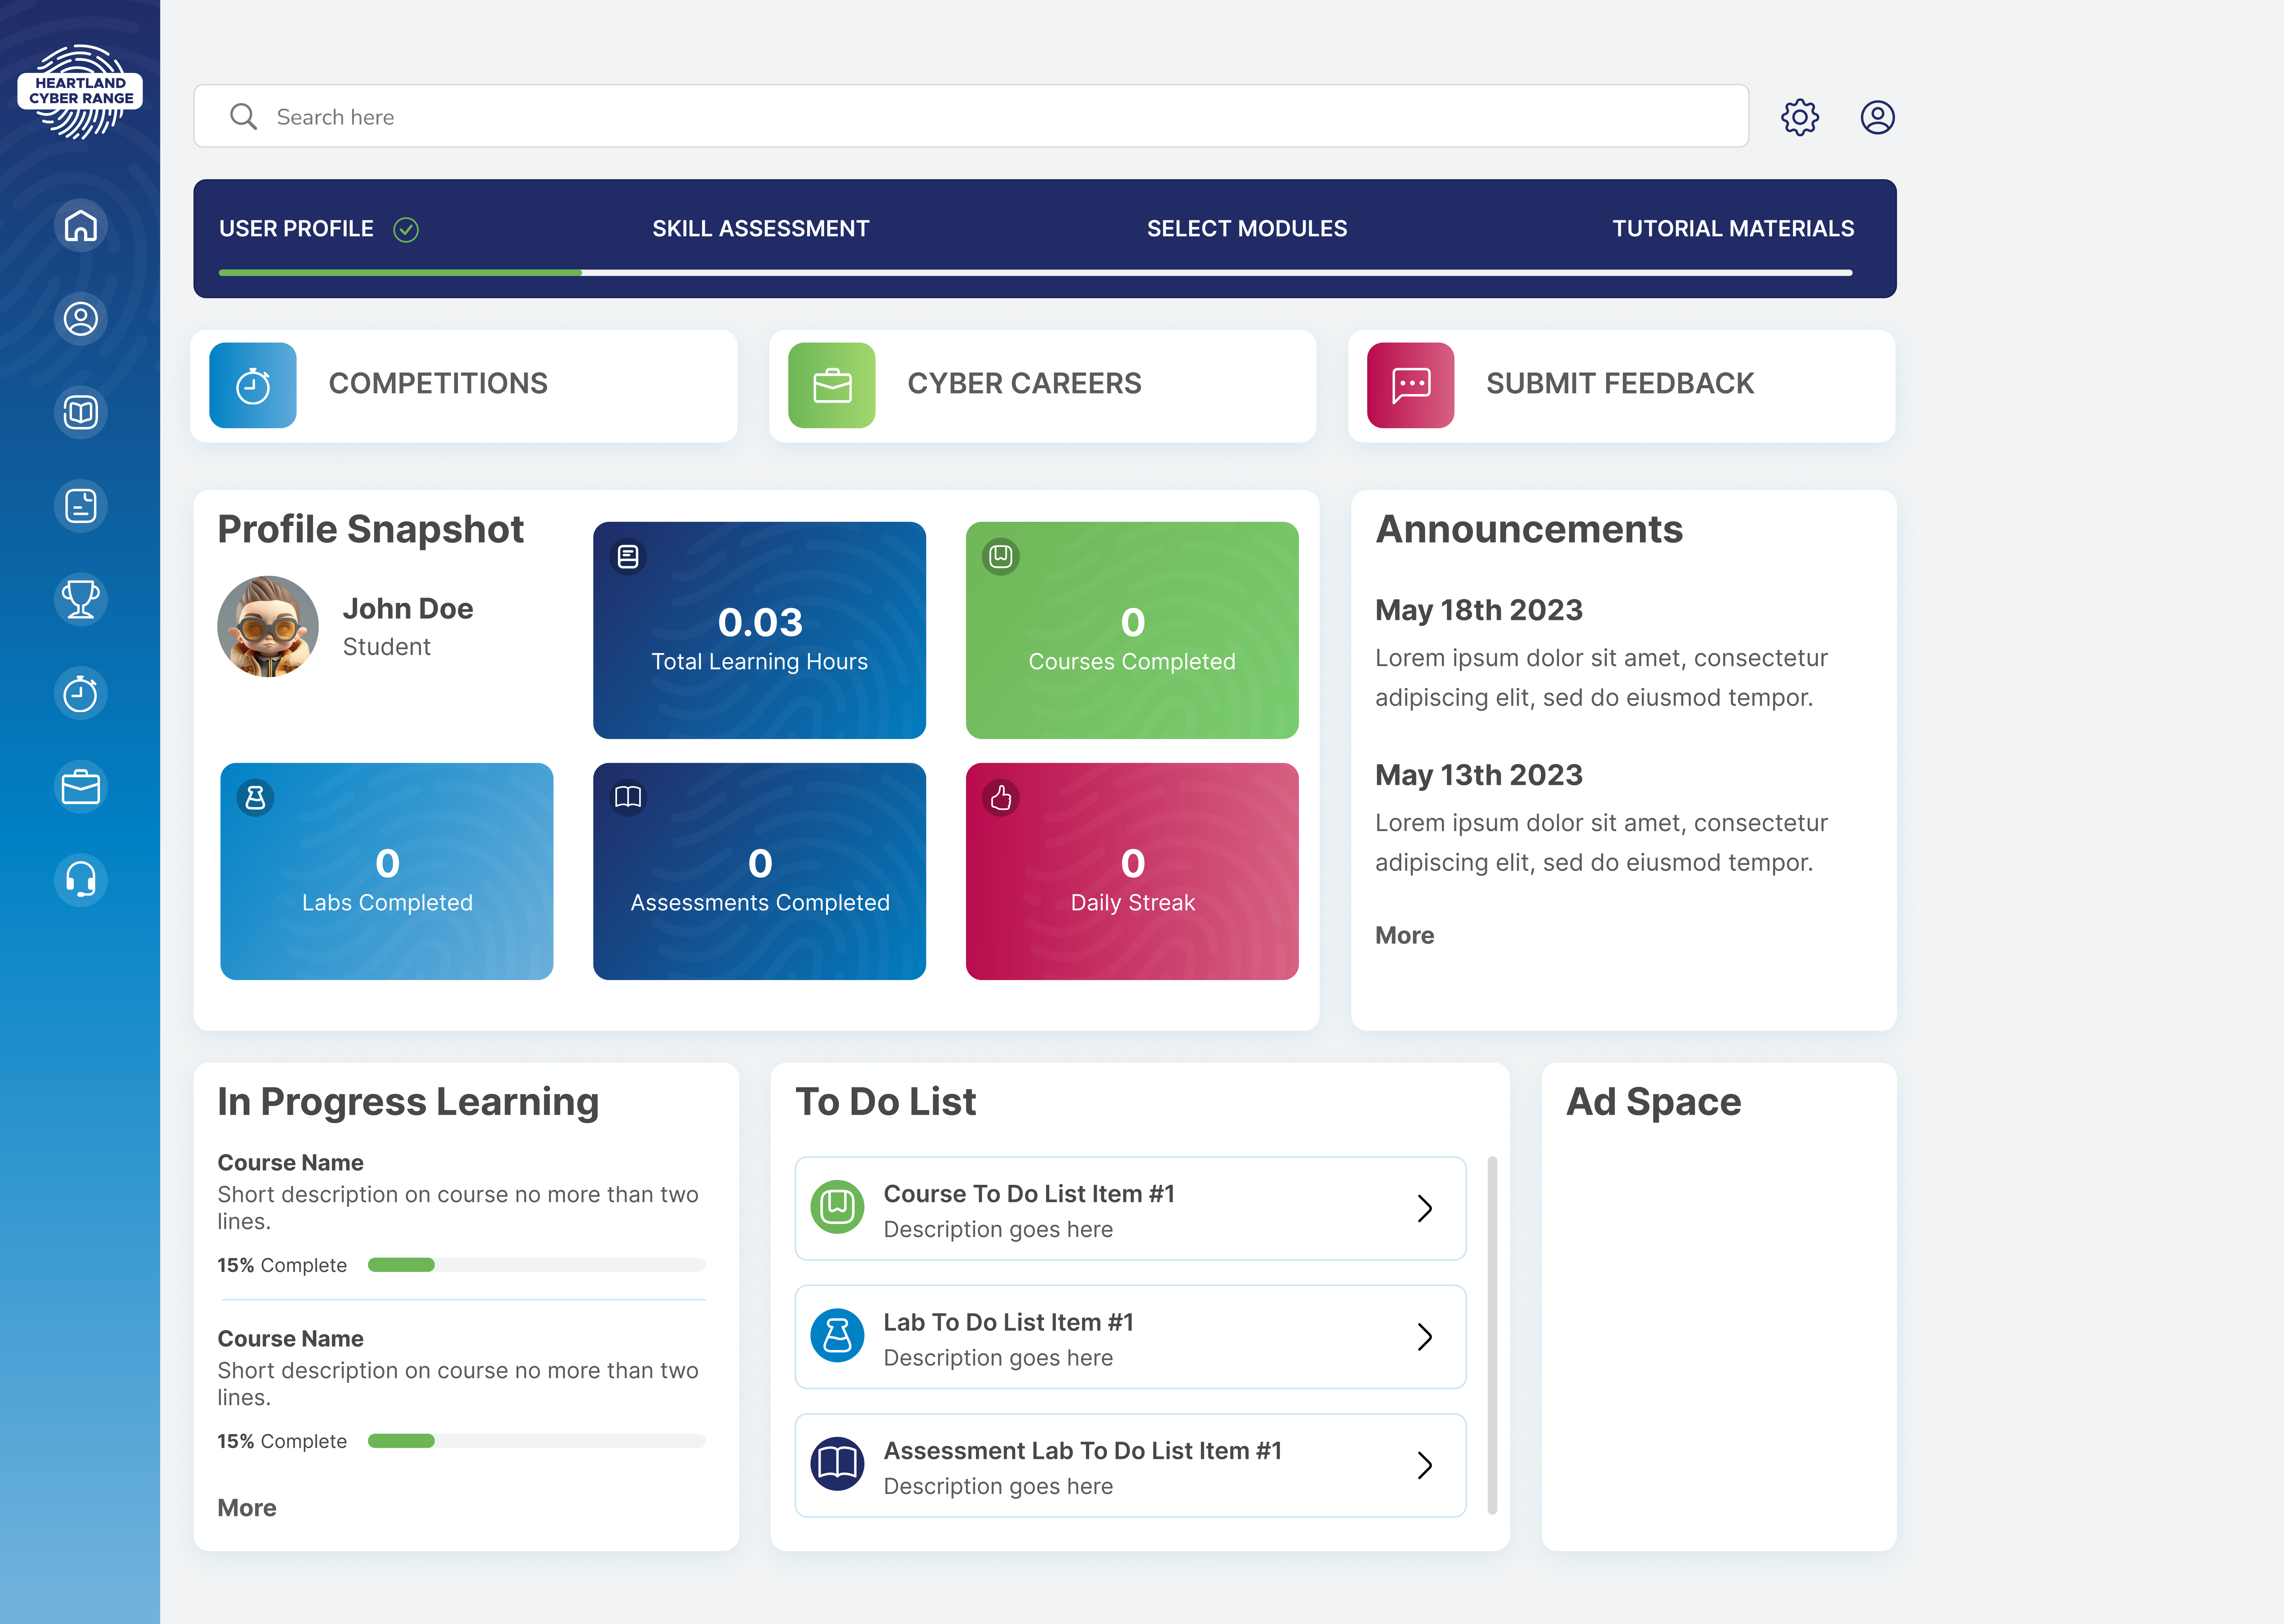 HEARTLAND
CYBER RANGE
Search here
USER PROFILE
SKILL ASSESSMENT
SELECT MODULES
TUTORIAL MATERIALS
COMPETITIONS
CYBER CAREERS
SUBMIT FEEDBACK
Profile Snapshot
John Doe
Student
0.03
Total Learning Hours
0
Courses Completed
0
Labs Completed
0
Assessments Completed
0
Daily Streak
Announcements
May 18th 2023
Lorem ipsum dolor sit amet, consectetur
adipiscing elit, sed do eiusmod tempor.
May 13th 2023
Lorem ipsum dolor sit amet, consectetur
adipiscing elit, sed do eiusmod tempor.
More
In Progress Learning
Course Name
Short description on course no more than two
lines.
15% Complete
Course Name
Short description on course no more than two
lines.
15% Complete
More
To Do List
Course To Do List Item #1
Description goes here
Lab To Do List Item #1
Description goes here
Assessment Lab To Do List Item #1
Description goes here
Ad Space